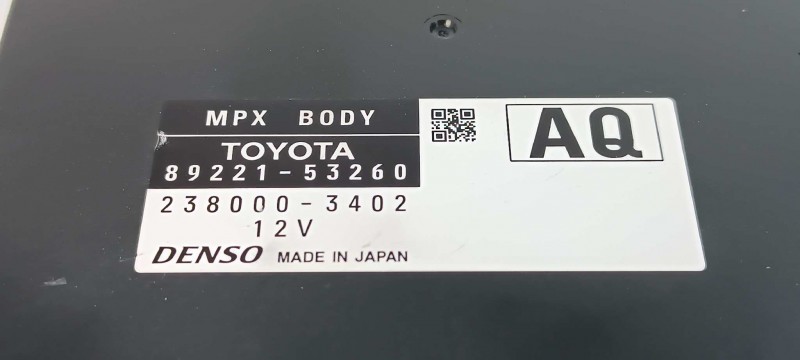 MPX BODY
TOYOTA
89221-53260
238000-3402
12V
DENSO MADE IN JAPAN
AQ